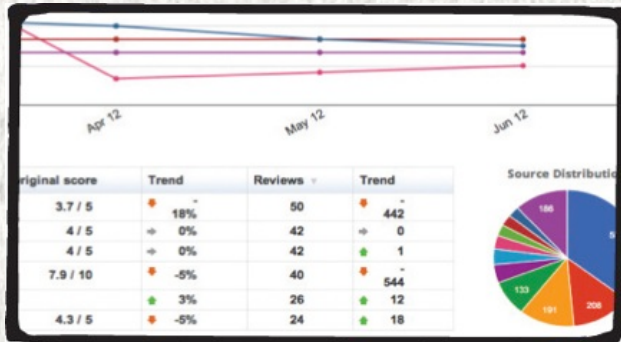 Apr 12
May 12
Jun 12
original score Trend Reviews Trend
3.7 / 5 - 18% 50 - 442
4 / 5 0% 42 0
4 / 5 0% 42 1
7.9 / 10 -5% 40 - 544
3% 26 12
4.3 / 5 -5% 24 18
Source Distributio
186
5
133
191
208